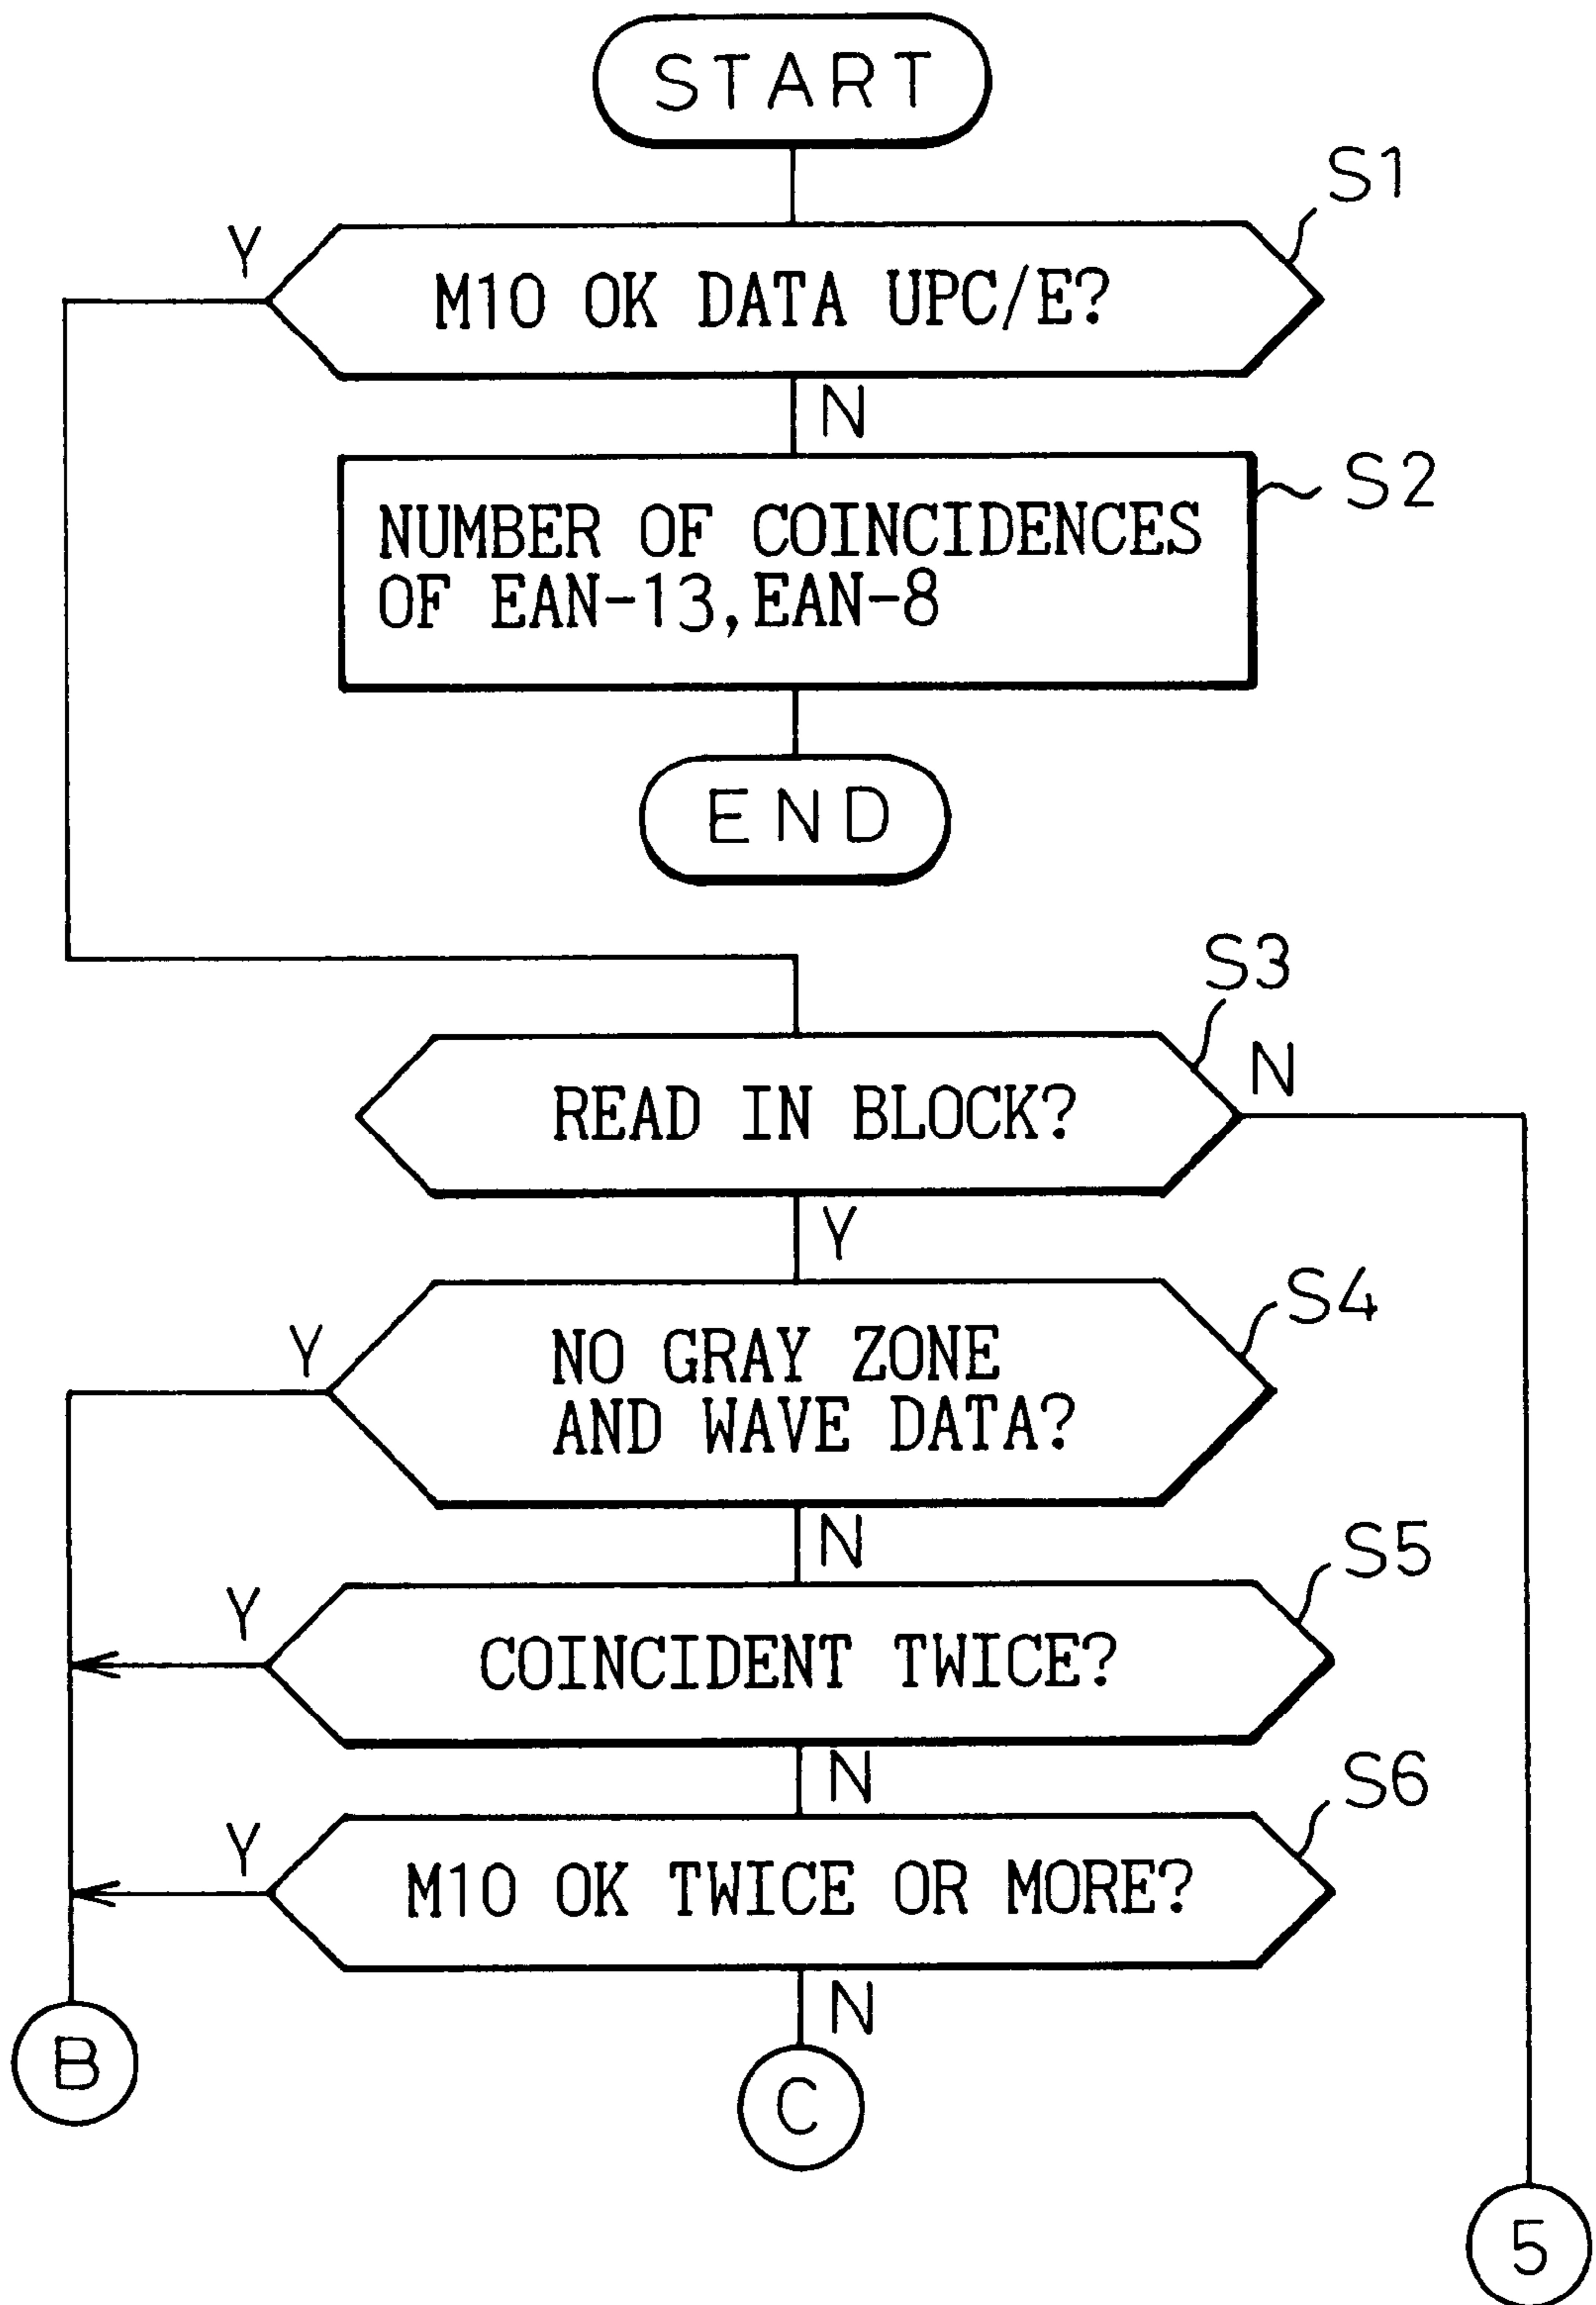 START
S1
Y
M10 OK DATA UPC/E?
N
S2
NUMBER OF COINCIDENCES
OF EAN-13, EAN-8
END
S3
READ IN BLOCK?
N
Y
S4
Y
NO GRAY ZONE
AND WAVE DATA?
N
S5
Y
COINCIDENT TWICE?
N
S6
Y
M10 OK TWICE OR MORE?
N
B
C
5